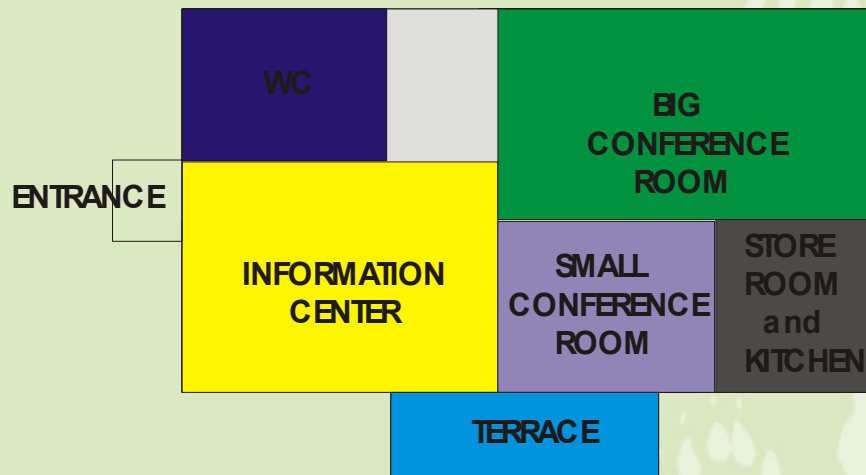 WC
BIG
CONFERENCE
ROOM
ENTRANCE
INFORMATION
CENTER
SMALL
CONFERENCE
ROOM
STORE
ROOM
and
KITCHEN
TERRACE